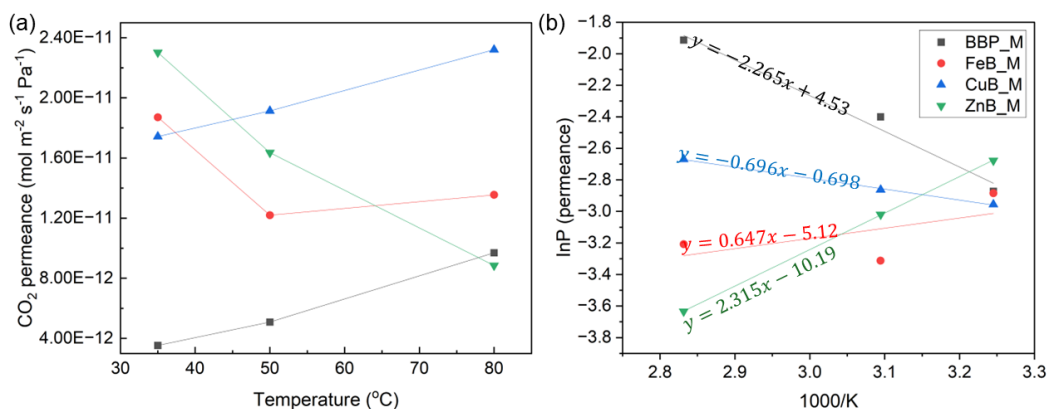 (a)
CO₂ permeance (mol m⁻² s⁻¹ Pa⁻¹)
2.40E−11
2.00E−11
1.60E−11
1.20E−11
8.00E−12
4.00E−12
30 40 50 60 70 80
Temperature (°C)
(b)
lnP (permeance)
−1.8
−2.0
−2.2
−2.4
−2.6
−2.8
−3.0
−3.2
−3.4
−3.6
−3.8
2.8 2.9 3.0 3.1 3.2 3.3
1000/K
BBP_M
FeB_M
CuB_M
ZnB_M
y = −2.265x + 4.53
y = −0.696x − 0.698
y = 0.647x − 5.12
y = 2.315x − 10.19